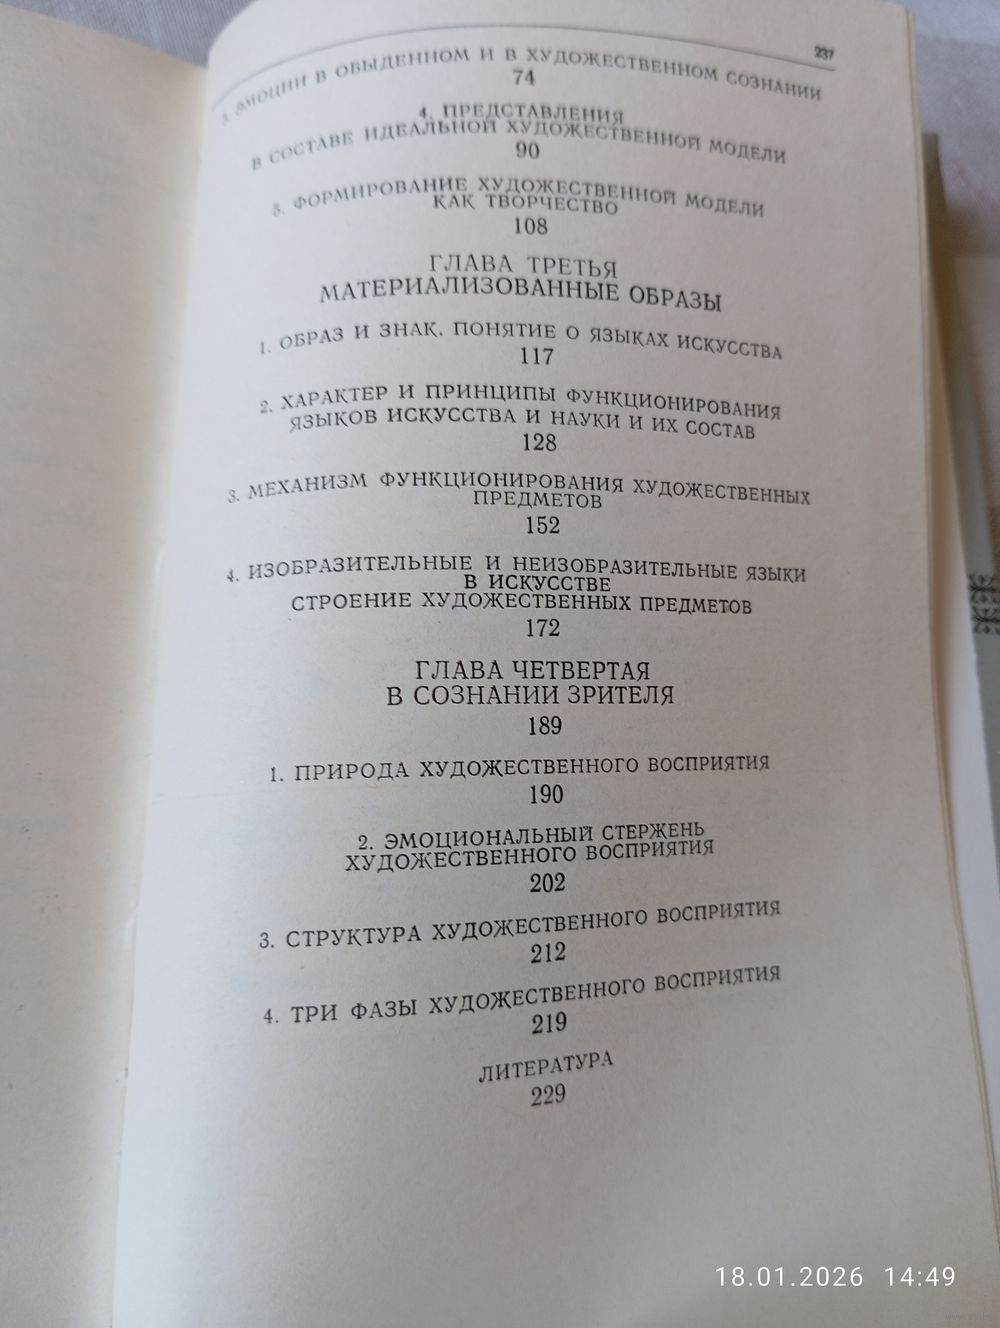 237
3. ЭМОЦИИ В ОБЫДЕННОМ И В ХУДОЖЕСТВЕННОМ СОЗНАНИИ
74
4. ПРЕДСТАВЛЕНИЯ
В СОСТАВЕ ИДЕАЛЬНОЙ ХУДОЖЕСТВЕННОЙ МОДЕЛИ
90
5. ФОРМИРОВАНИЕ ХУДОЖЕСТВЕННОЙ МОДЕЛИ
КАК ТВОРЧЕСТВО
108
ГЛАВА ТРЕТЬЯ
МАТЕРИАЛИЗОВАННЫЕ ОБРАЗЫ
1. ОБРАЗ И ЗНАК. ПОНЯТИЕ О ЯЗЫКАХ ИСКУССТВА
117
2. ХАРАКТЕР И ПРИНЦИПЫ ФУНКЦИОНИРОВАНИЯ
ЯЗЫКОВ ИСКУССТВА И НАУКИ И ИХ СОСТАВ
128
3. МЕХАНИЗМ ФУНКЦИОНИРОВАНИЯ ХУДОЖЕСТВЕННЫХ
ПРЕДМЕТОВ
152
4. ИЗОБРАЗИТЕЛЬНЫЕ И НЕИЗОБРАЗИТЕЛЬНЫЕ ЯЗЫКИ
В ИСКУССТВЕ
СТРОЕНИЕ ХУДОЖЕСТВЕННЫХ ПРЕДМЕТОВ
172
ГЛАВА ЧЕТВЕРТАЯ
В СОЗНАНИИ ЗРИТЕЛЯ
189
1. ПРИРОДА ХУДОЖЕСТВЕННОГО ВОСПРИЯТИЯ
190
2. ЭМОЦИОНАЛЬНЫЙ СТЕРЖЕНЬ
ХУДОЖЕСТВЕННОГО ВОСПРИЯТИЯ
202
3. СТРУКТУРА ХУДОЖЕСТВЕННОГО ВОСПРИЯТИЯ
212
4. ТРИ ФАЗЫ ХУДОЖЕСТВЕННОГО ВОСПРИЯТИЯ
219
ЛИТЕРАТУРА
229
18.01.2026 14:49